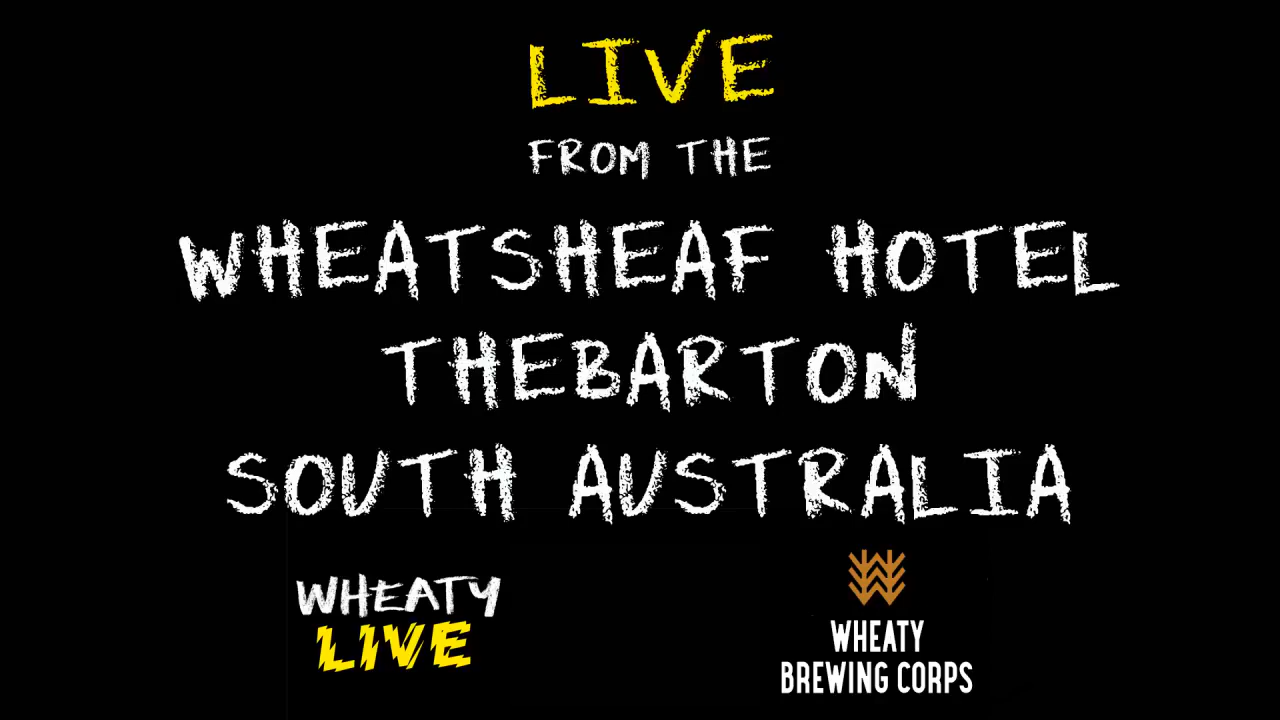 LIVE
FROM THE
WHEATSHEAF HOTEL
THEBARTON
SOUTH AUSTRALIA
WHEATY
LIVE
WHEATY
BREWING CORPS